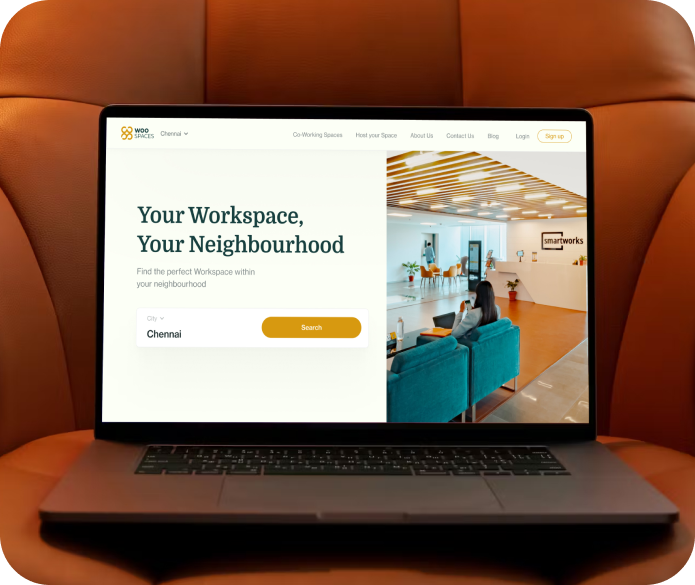 WOO
SPACES
Chennai
Co-Working Spaces
Host your Space
About Us
Contact Us
Blog
Login
Sign up
Your Workspace,
Your Neighbourhood
Find the perfect Workspace within
your neighbourhood
City
Chennai
Search
smartworks